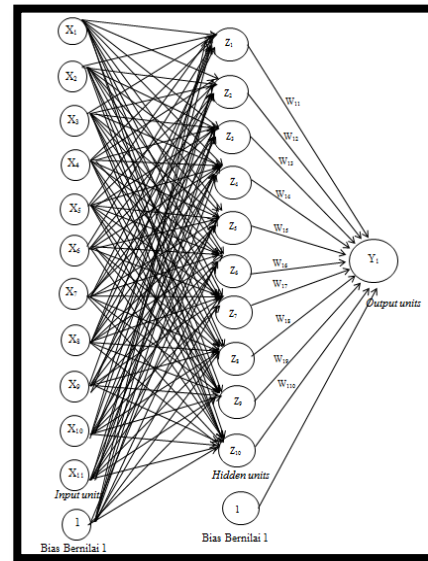 X₁
X₂
X₃
X₄
X₅
X₆
X₇
X₈
X₉
X₁₀
X₁₁
Input units
1
Bias Bernilai 1
Z₁
Z₂
Z₃
Z₄
Z₅
Z₆
Z₇
Z₈
Z₉
Z₁₀
Hidden units
1
Bias Bernilai 1
W₁₁
W₁₂
W₁₃
W₁₄
W₁₅
W₁₆
W₁₇
W₁₈
W₁₉
W₁₁₀
Y₁
Output units